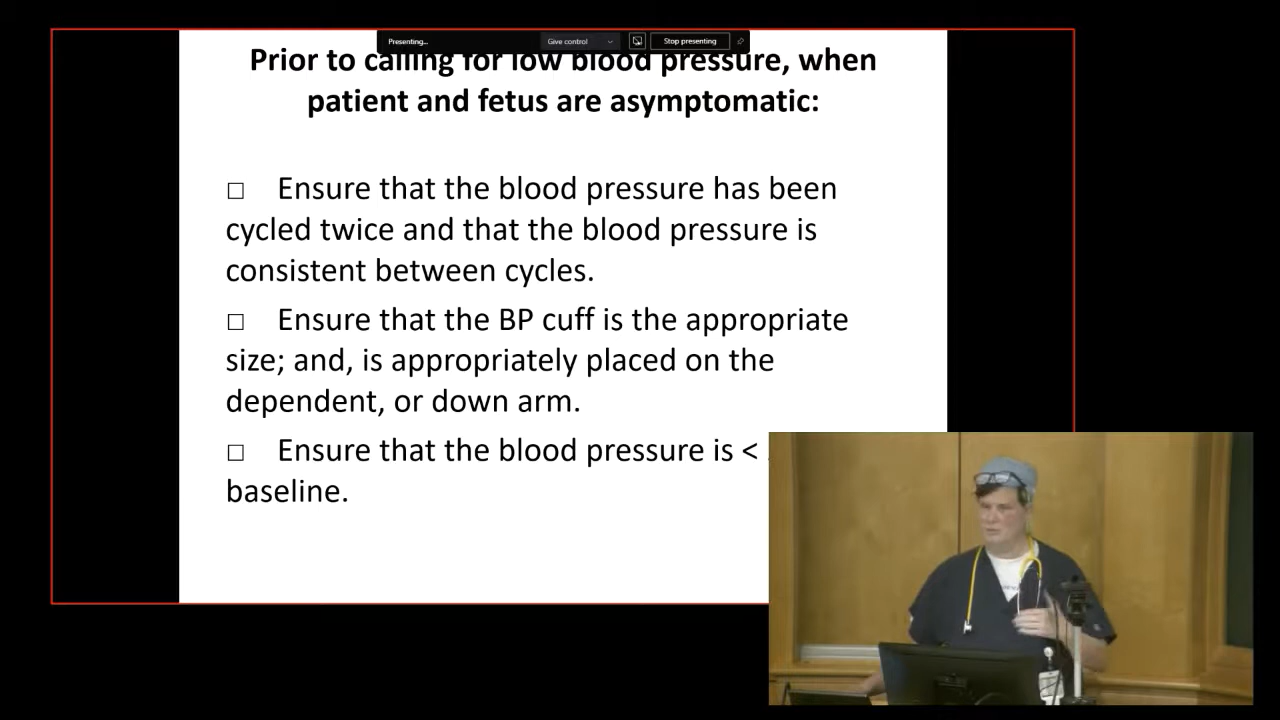 Presenting...
Give control
Stop presenting
Prior to calling for low blood pressure, when
patient and fetus are asymptomatic:
□ Ensure that the blood pressure has been
cycled twice and that the blood pressure is
consistent between cycles.
□ Ensure that the BP cuff is the appropriate
size; and, is appropriately placed on the
dependent, or down arm.
□ Ensure that the blood pressure is <
baseline.